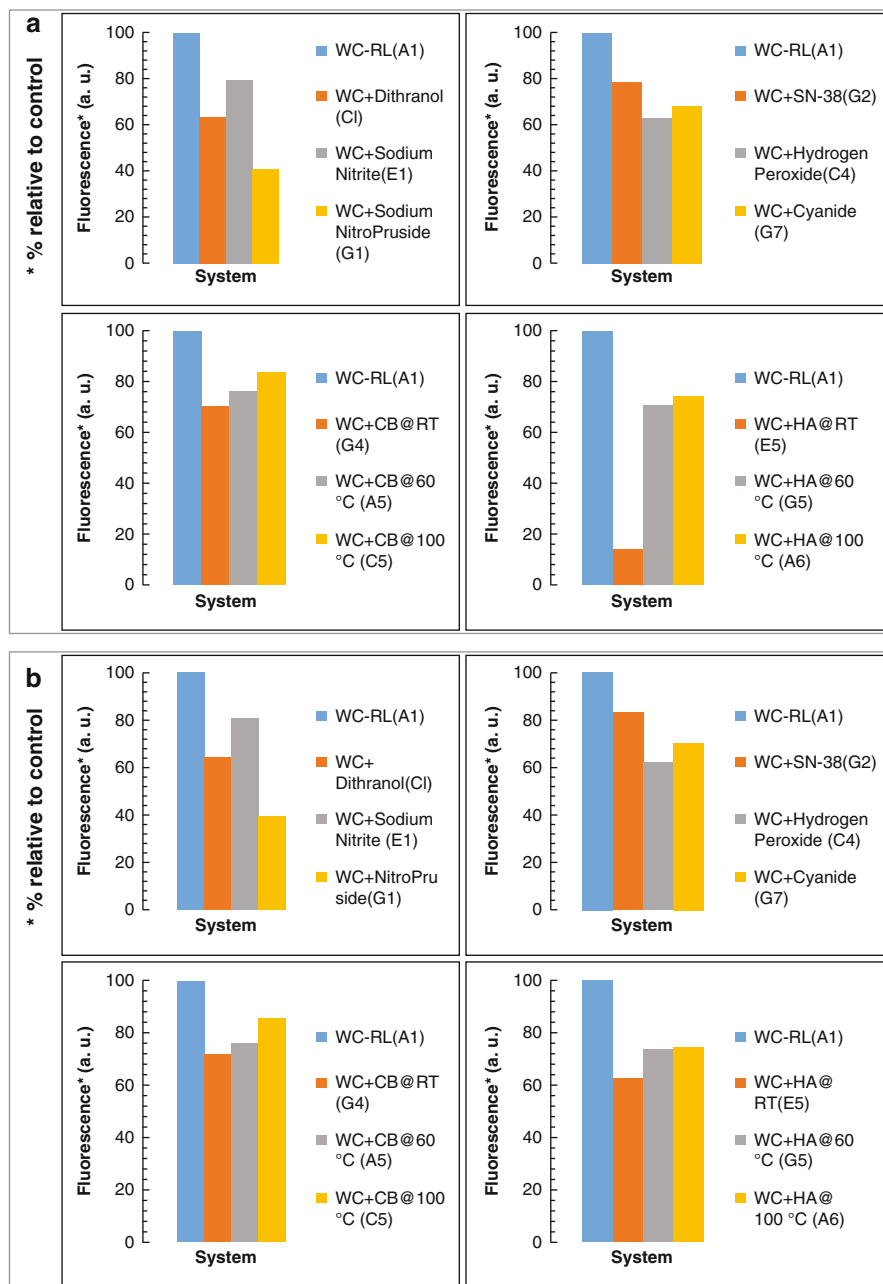 a
* % relative to control
Fluorescence* (a. u.)
100
80
60
40
20
0
System
WC-RL(A1)
WC+Dithranol
(Cl)
WC+Sodium
Nitrite(E1)
WC+Sodium
NitroPruside
(G1)
Fluorescence* (a. u.)
100
80
60
40
20
0
System
WC-RL(A1)
WC+SN-38(G2)
WC+Hydrogen
Peroxide(C4)
WC+Cyanide
(G7)
Fluorescence* (a. u.)
100
80
60
40
20
0
System
WC-RL(A1)
WC+CB@RT
(G4)
WC+CB@60
°C (A5)
WC+CB@100
°C (C5)
Fluorescence* (a. u.)
100
80
60
40
20
0
System
WC-RL(A1)
WC+HA@RT
(E5)
WC+HA@60
°C (G5)
WC+HA@100
°C (A6)
b
* % relative to control
Fluorescence* (a. u.)
100
80
60
40
20
0
System
WC-RL(A1)
WC+
Dithranol(Cl)
WC+Sodium
Nitrite (E1)
WC+NitroPru
side(G1)
Fluorescence* (a. u.)
100
80
60
40
20
0
System
WC-RL(A1)
WC+SN-38(G2)
WC+Hydrogen
Peroxide (C4)
WC+Cyanide
(G7)
Fluorescence* (a. u.)
100
80
60
40
20
0
System
WC-RL(A1)
WC+CB@RT
(G4)
WC+CB@60
°C (A5)
WC+CB@100
°C (C5)
Fluorescence* (a. u.)
100
80
60
40
20
0
System
WC-RL(A1)
WC+HA@
RT(E5)
WC+HA@60
°C (G5)
WC+HA@
100 °C (A6)